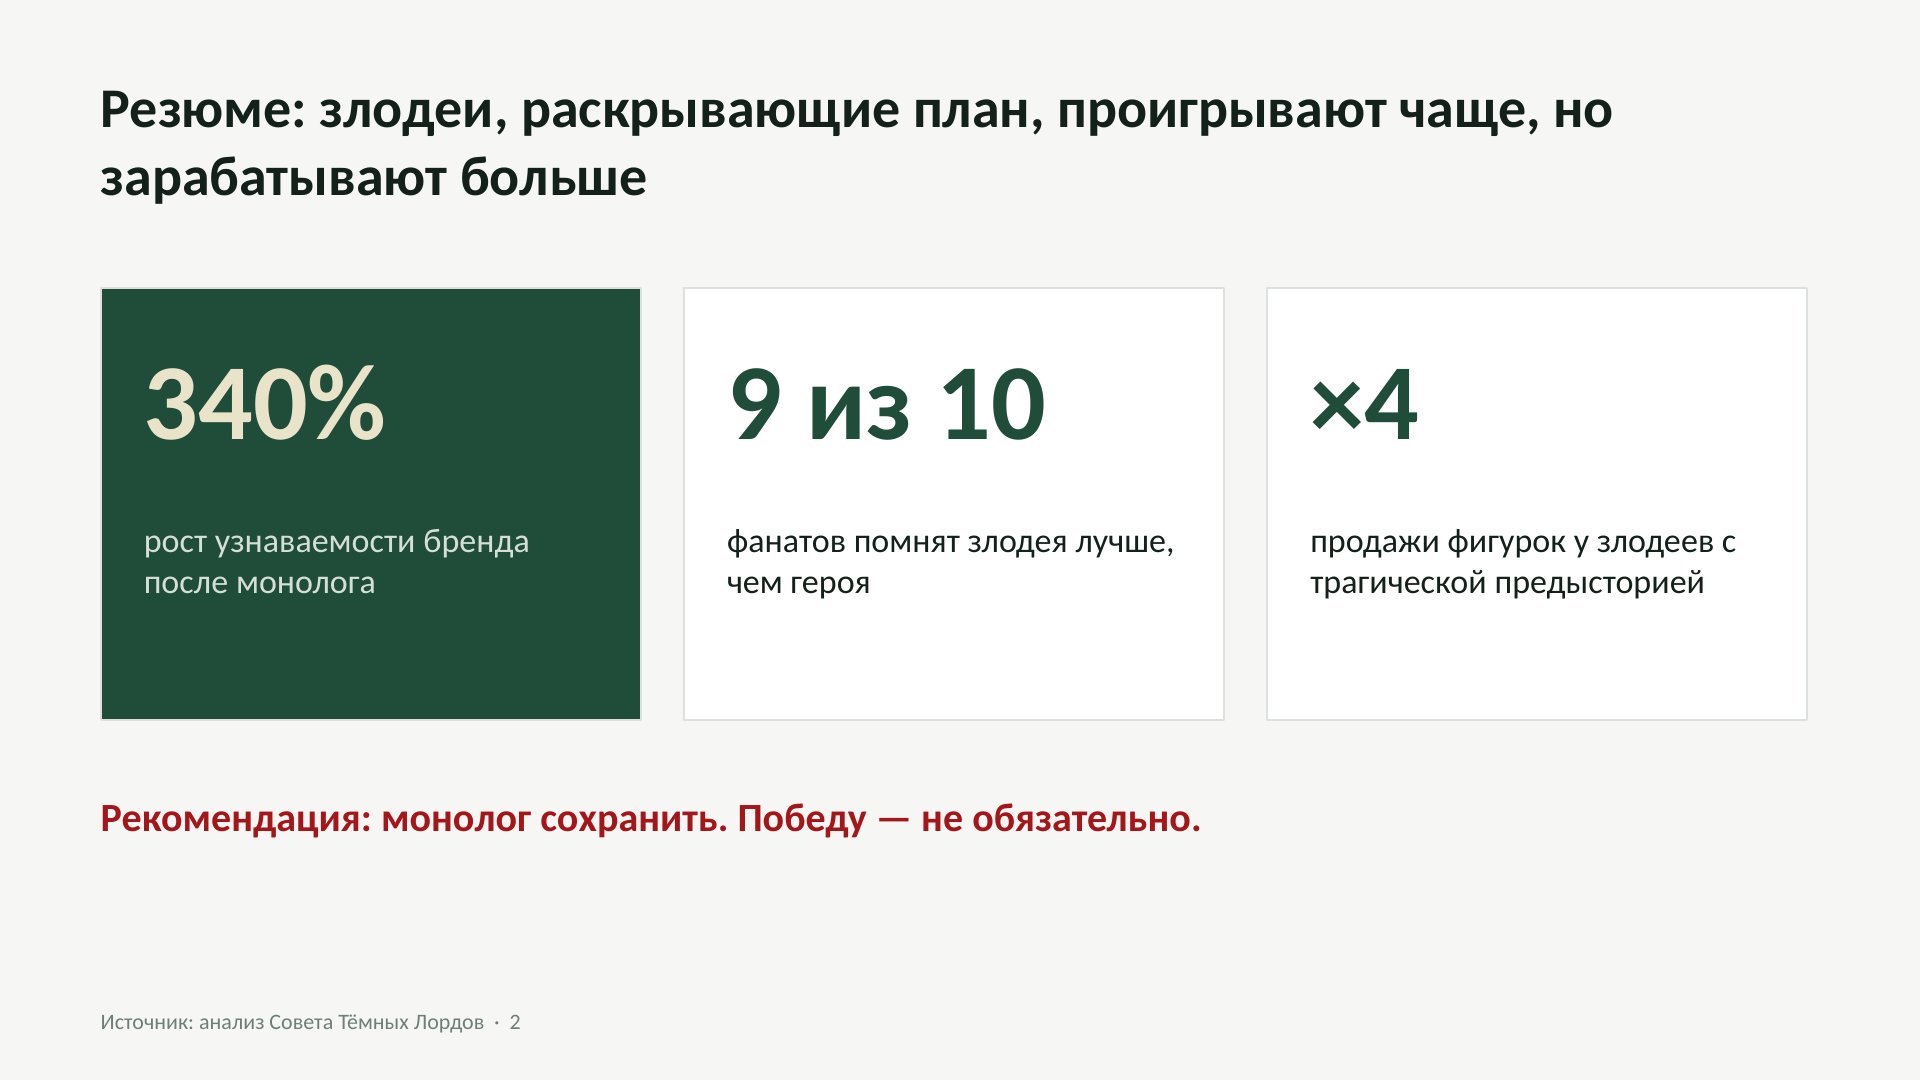 Резюме: злодеи, раскрывающие план, проигрывают чаще, но
зарабатывают больше
340%
рост узнаваемости бренда
после монолога
9 из 10
фанатов помнят злодея лучше,
чем героя
×4
продажи фигурок у злодеев с
трагической предысторией
Рекомендация: монолог сохранить. Победу — не обязательно.
Источник: анализ Совета Тёмных Лордов · 2